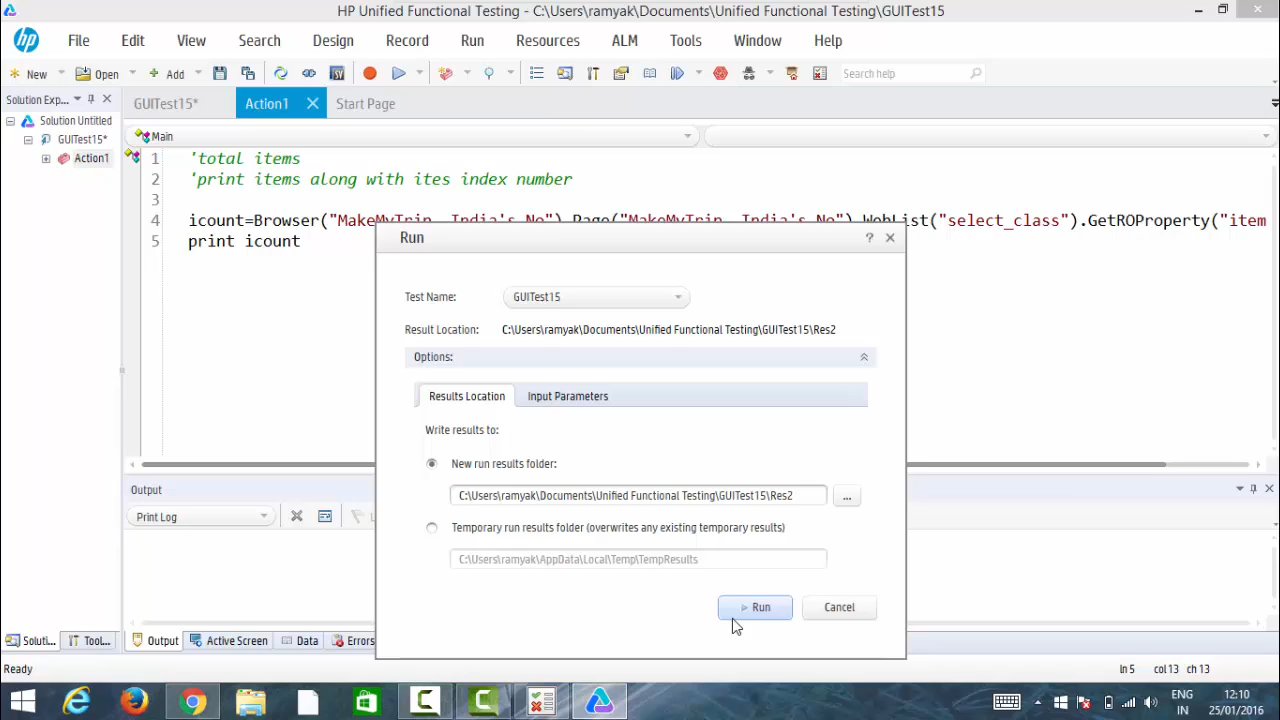 HP Unified Functional Testing - C:\Users\ramyak\Documents\Unified Functional Testing\GUITest15
hp File Edit View Search Design Record Run Resources ALM Tools Window Help
New Open Add Search help
Solution Exp... GUITest15* Action1 Start Page
Solution Untitled
GUITest15*
Action1
Main
1 'total items
2 'print items along with ites index number
3
4 icount=Browser("MakeMyTrip, India's No").Page("MakeMyTrip, India's No").WebList("select_class").GetROProperty("item
5 print icount
Run
Test Name: GUITest15
Result Location: C:\Users\ramyak\Documents\Unified Functional Testing\GUITest15\Res2
Options:
Results Location Input Parameters
Write results to:
New run results folder:
C:\Users\ramyak\Documents\Unified Functional Testing\GUITest15\Res2 ...
Temporary run results folder (overwrites any existing temporary results)
C:\Users\ramyak\AppData\Local\Temp\TempResults
Run Cancel
Output
Print Log
Soluti... Tool... Output Active Screen Data Errors
Ready In 5 col 13 ch 13
ENG 12:10
IN 25/01/2016